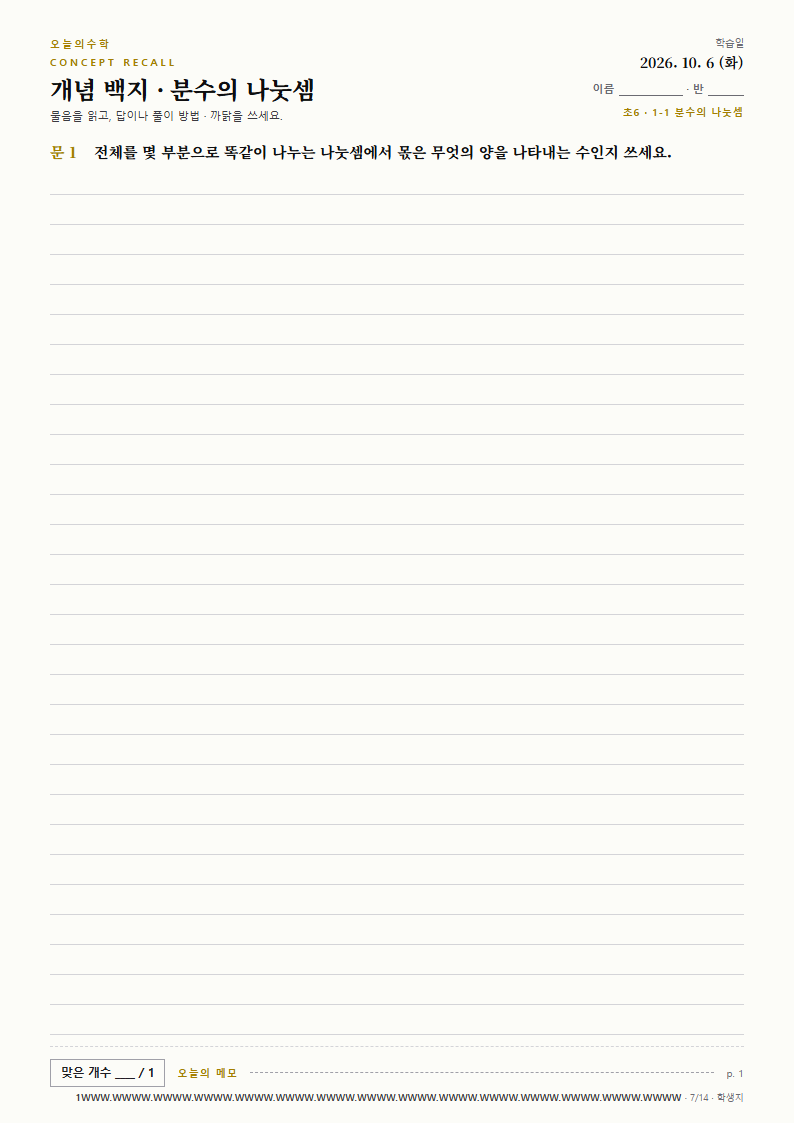 오늘의수학
CONCEPT RECALL
개념 백지 · 분수의 나눗셈
물음을 읽고, 답이나 풀이 방법 · 까닭을 쓰세요.
학습일
2026. 10. 6 (화)
이름 ________ · 반 ____
초6 · 1-1 분수의 나눗셈
문 1 전체를 몇 부분으로 똑같이 나누는 나눗셈에서 몫은 무엇의 양을 나타내는 수인지 쓰세요.
맞은 개수 ___ / 1
오늘의 메모
p. 1
1WWW.WWWW.WWWW.WWWW.WWWW.WWWW.WWWW.WWWW.WWWW.WWWW.WWWW.WWWW.WWWW.WWWW.WWWW · 7/14 · 학생지